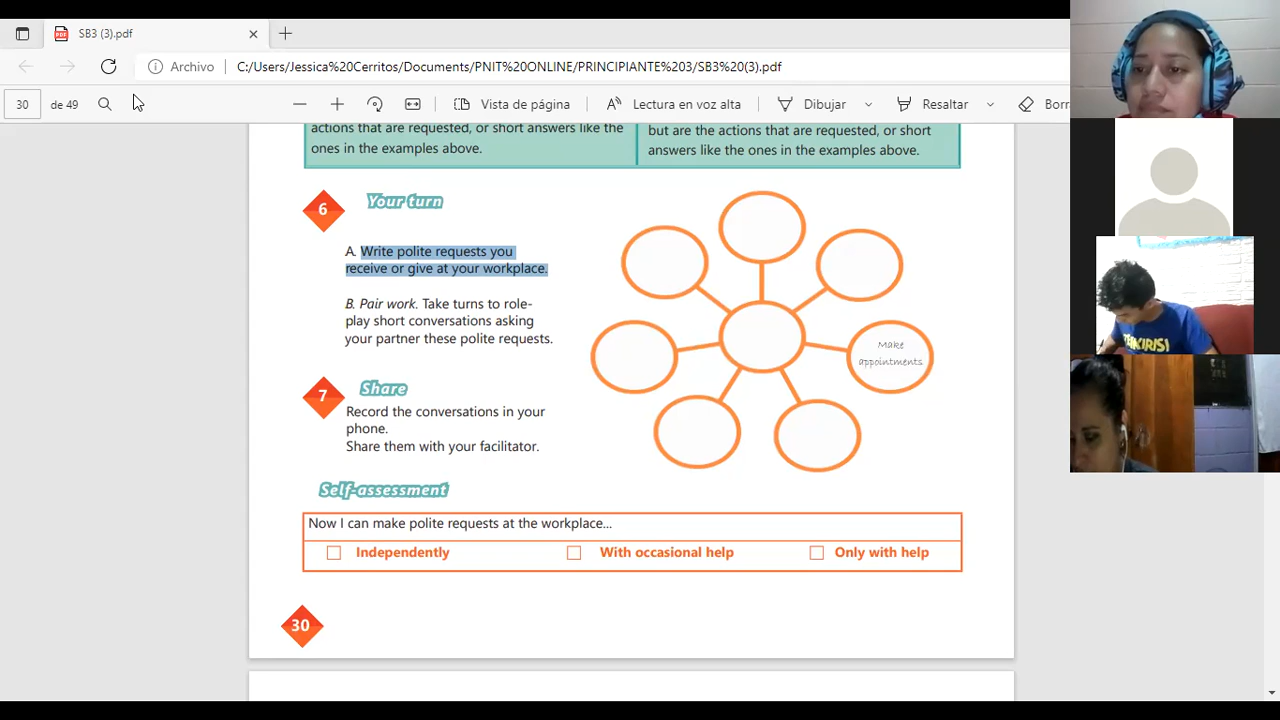 SB3 (3).pdf
Archivo
C:/Users/Jessica%20Cerritos/Documents/PNIT%20ONLINE/PRINCIPIANTE%203/SB3%20(3).pdf
30 de 49
Vista de página
Lectura en voz alta
Dibujar
Resaltar
Borr
actions that are requested, or short answers like the
ones in the examples above.
but are the actions that are requested, or short
answers like the ones in the examples above.
6 Your turn
A. Write polite requests you
receive or give at your workplace.
B. Pair work. Take turns to role-
play short conversations asking
your partner these polite requests.
Make
appointments
7 Share
Record the conversations in your
phone.
Share them with your facilitator.
Self-assessment
Now I can make polite requests at the workplace...
Independently
With occasional help
Only with help
30